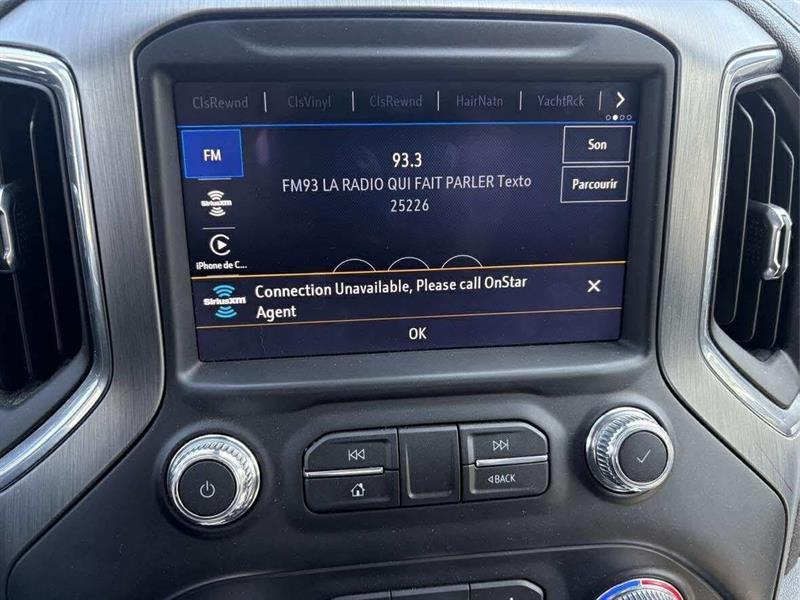 ClsRewnd
ClsVinyl
ClsRewnd
HairNatn
YachtRck
FM
93.3
FM93 LA RADIO QUI FAIT PARLER Texto
25226
Son
Parcourir
SiriusXM
iPhone de C...
SiriusXM
Connection Unavailable, Please call OnStar
Agent
OK
BACK